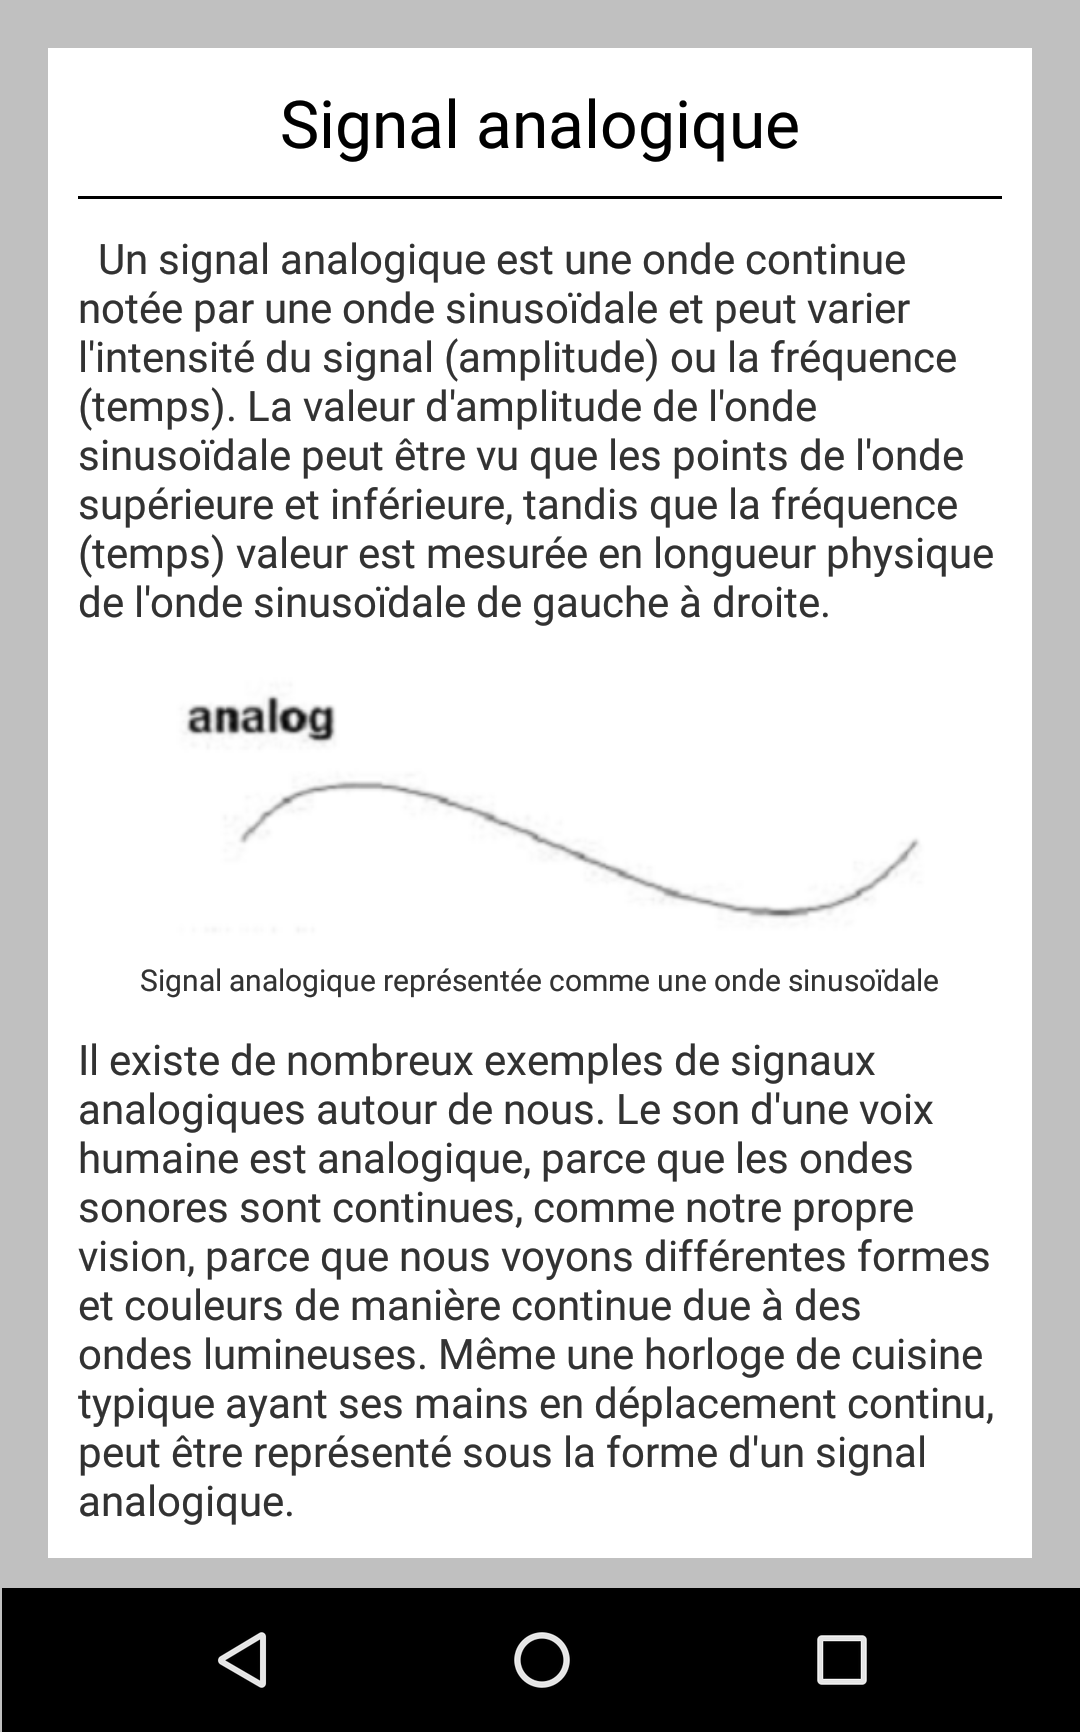 Signal analogique
Un signal analogique est une onde continue
notée par une onde sinusoïdale et peut varier
l'intensité du signal (amplitude) ou la fréquence
(temps). La valeur d'amplitude de l'onde
sinusoïdale peut être vu que les points de l'onde
supérieure et inférieure, tandis que la fréquence
(temps) valeur est mesurée en longueur physique
de l'onde sinusoïdale de gauche à droite.
analog
Signal analogique représentée comme une onde sinusoïdale
Il existe de nombreux exemples de signaux
analogiques autour de nous. Le son d'une voix
humaine est analogique, parce que les ondes
sonores sont continues, comme notre propre
vision, parce que nous voyons différentes formes
et couleurs de manière continue due à des
ondes lumineuses. Même une horloge de cuisine
typique ayant ses mains en déplacement continu,
peut être représenté sous la forme d'un signal
analogique.